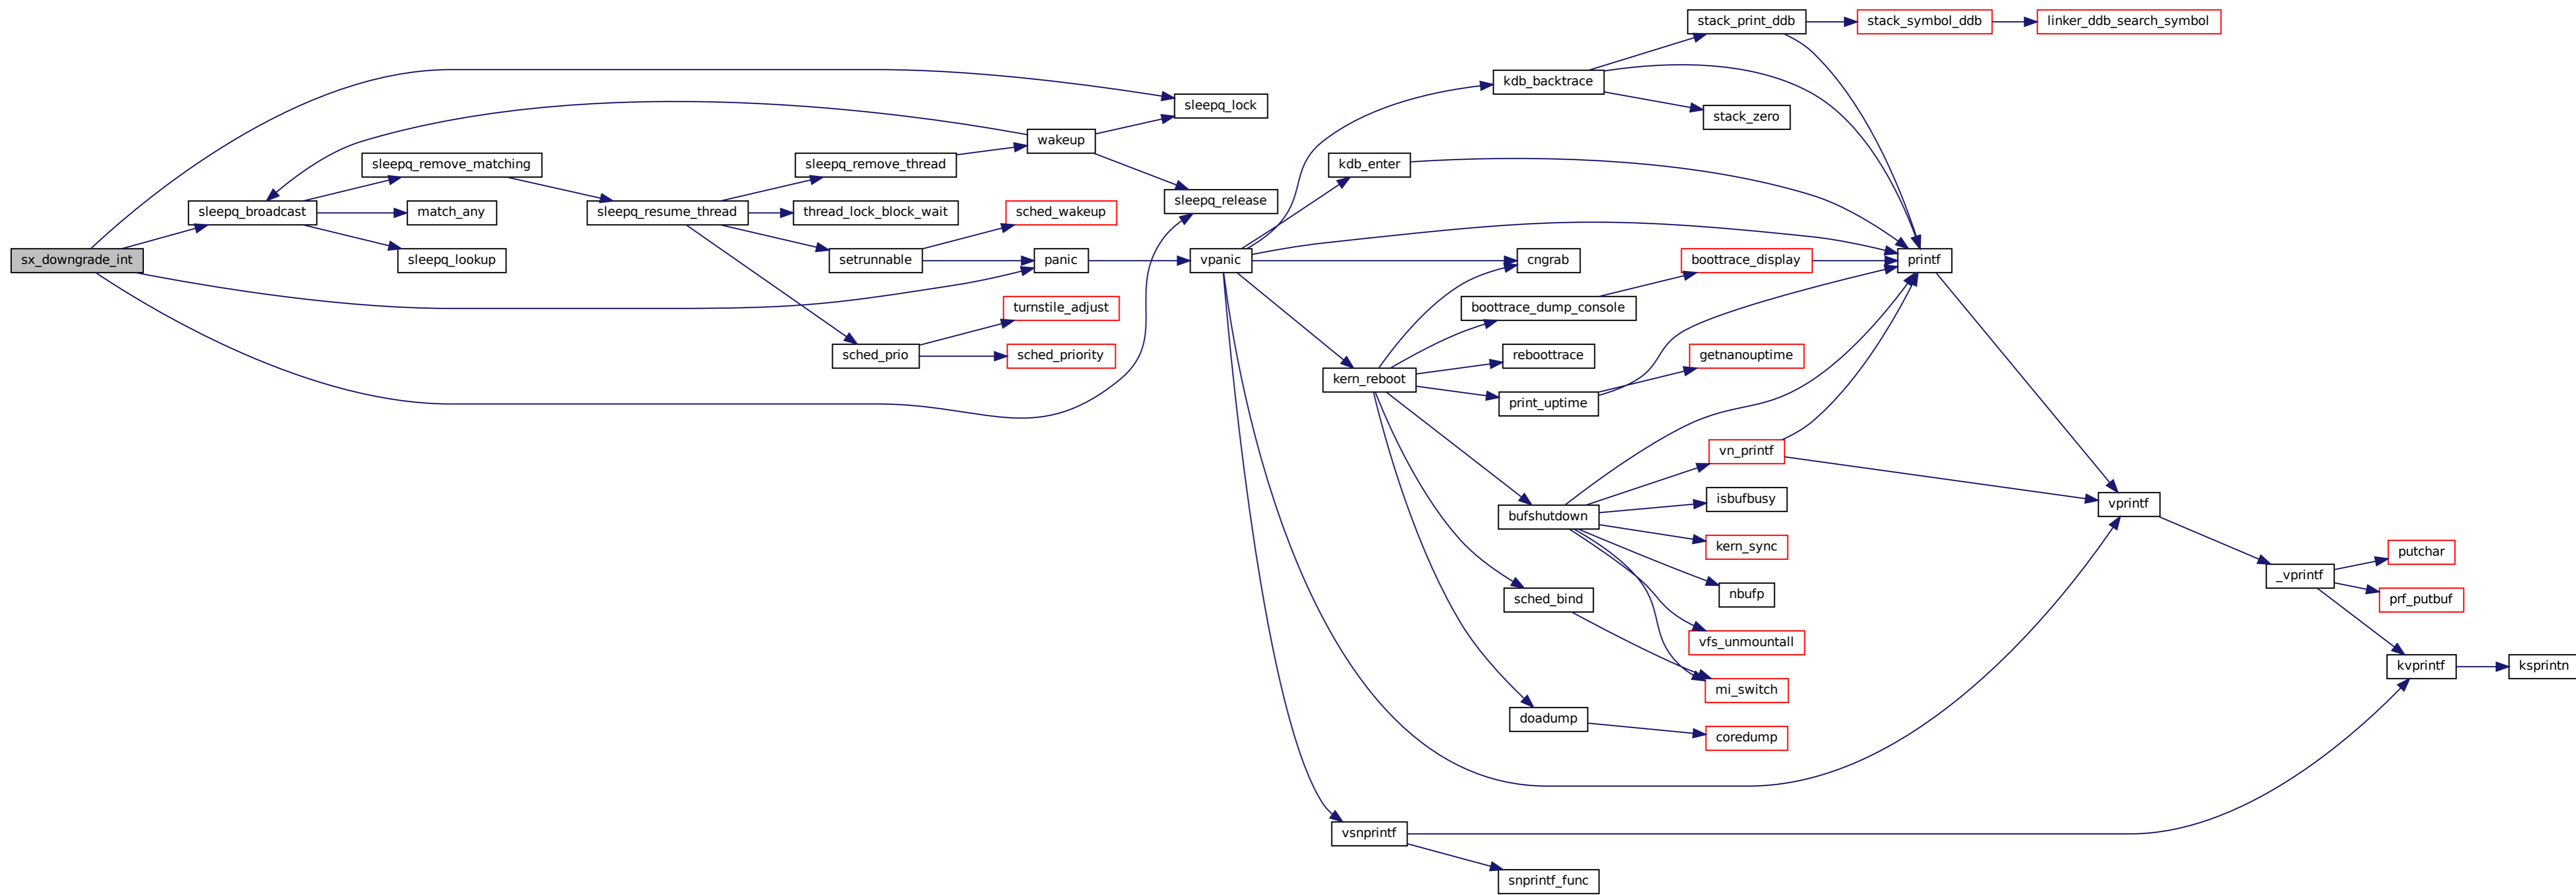 stack_print_ddb
stack_symbol_ddb
linker_ddb_search_symbol
kdb_backtrace
sleepq_lock
stack_zero
wakeup
sleepq_remove_matching
sleepq_remove_thread
kdb_enter
sleepq_release
sleepq_broadcast
match_any
sleepq_resume_thread
thread_lock_block_wait
sched_wakeup
sx_downgrade_int
sleepq_lookup
setrunnable
panic
vpanic
cngrab
boottrace_display
printf
turnstile_adjust
boottrace_dump_console
sched_prio
sched_priority
reboottrace
getnanouptime
kern_reboot
print_uptime
vn_printf
isbufbusy
vprintf
bufshutdown
kern_sync
putchar
_vprintf
nbufp
sched_bind
prf_putbuf
vfs_unmountall
kvprintf
ksprintn
mi_switch
doadump
coredump
vsnprintf
snprintf_func